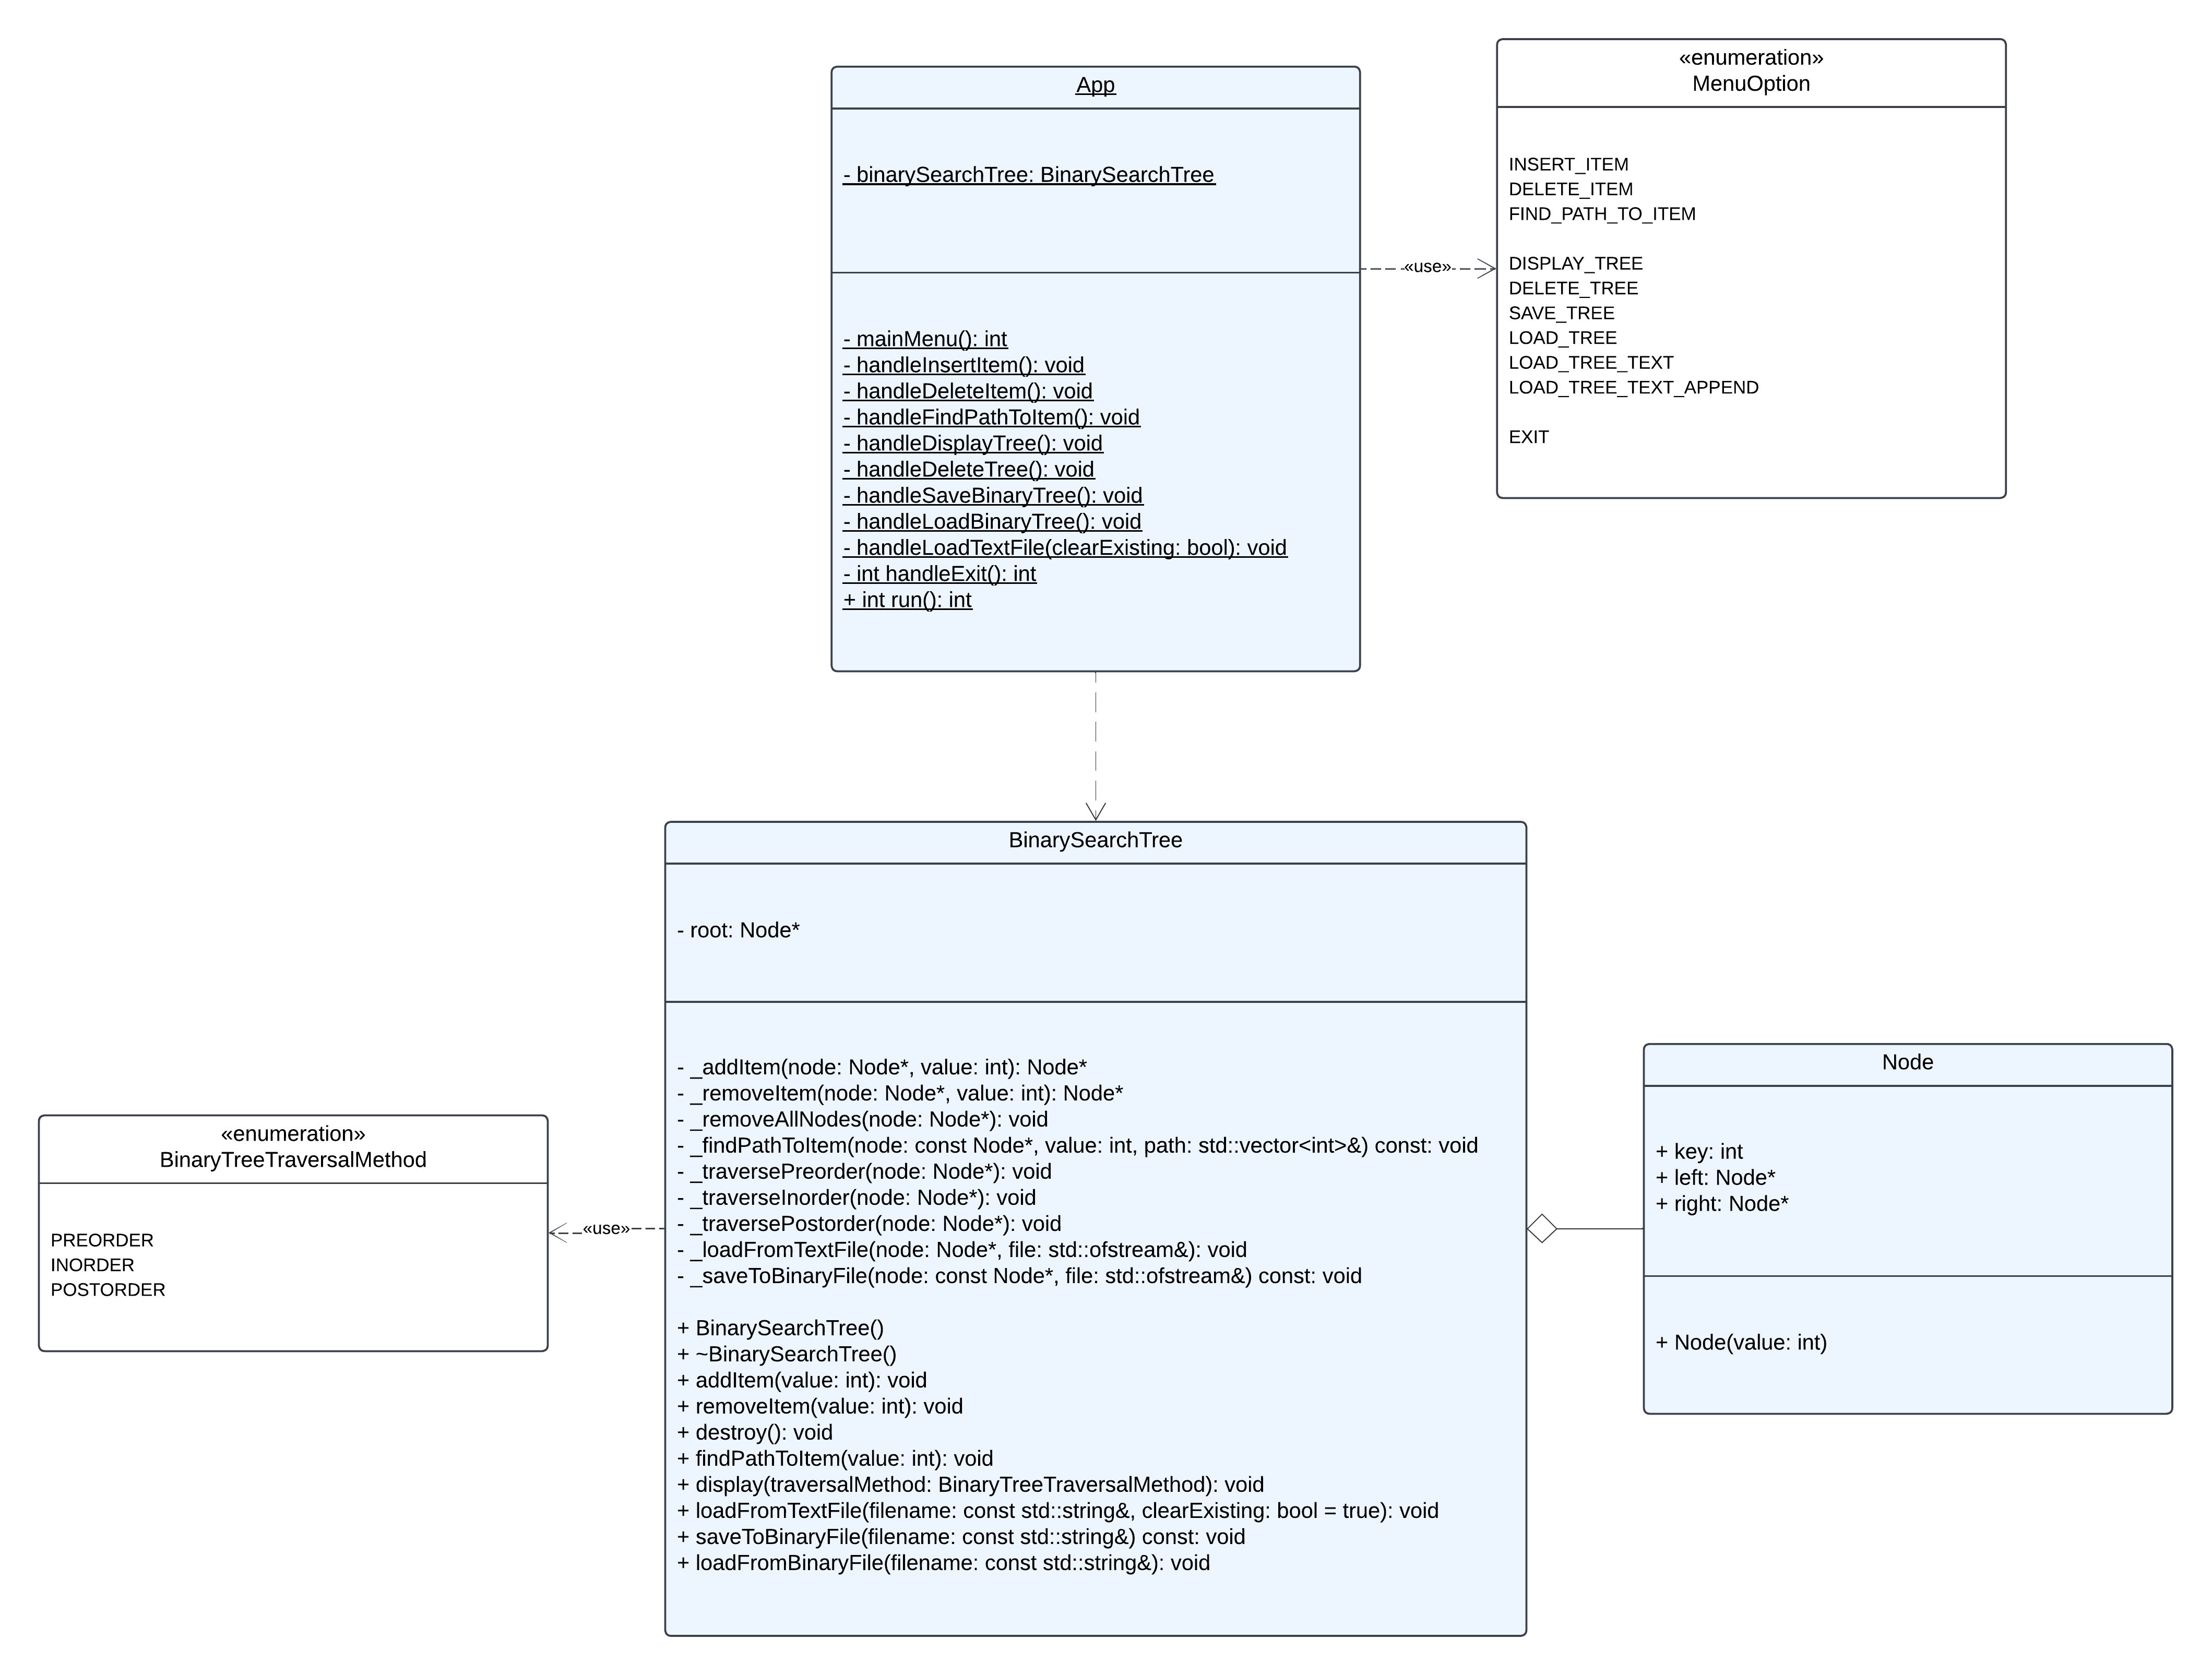 App
- binarySearchTree: BinarySearchTree
- mainMenu(): int
- handleInsertItem(): void
- handleDeleteItem(): void
- handleFindPathToItem(): void
- handleDisplayTree(): void
- handleDeleteTree(): void
- handleSaveBinaryTree(): void
- handleLoadBinaryTree(): void
- handleLoadTextFile(clearExisting: bool): void
- int handleExit(): int
+ int run(): int
«use»
«enumeration»
MenuOption
INSERT_ITEM
DELETE_ITEM
FIND_PATH_TO_ITEM
DISPLAY_TREE
DELETE_TREE
SAVE_TREE
LOAD_TREE
LOAD_TREE_TEXT
LOAD_TREE_TEXT_APPEND
EXIT
«enumeration»
BinaryTreeTraversalMethod
PREORDER
INORDER
POSTORDER
«use»
BinarySearchTree
- root: Node*
- _addItem(node: Node*, value: int): Node*
- _removeItem(node: Node*, value: int): Node*
- _removeAllNodes(node: Node*): void
- _findPathToItem(node: const Node*, value: int, path: std::vector<int>&) const: void
- _traversePreorder(node: Node*): void
- _traverseInorder(node: Node*): void
- _traversePostorder(node: Node*): void
- _loadFromTextFile(node: Node*, file: std::ofstream&): void
- _saveToBinaryFile(node: const Node*, file: std::ofstream&) const: void
+ BinarySearchTree()
+ ~BinarySearchTree()
+ addItem(value: int): void
+ removeItem(value: int): void
+ destroy(): void
+ findPathToItem(value: int): void
+ display(traversalMethod: BinaryTreeTraversalMethod): void
+ loadFromTextFile(filename: const std::string&, clearExisting: bool = true): void
+ saveToBinaryFile(filename: const std::string&) const: void
+ loadFromBinaryFile(filename: const std::string&): void
Node
+ key: int
+ left: Node*
+ right: Node*
+ Node(value: int)